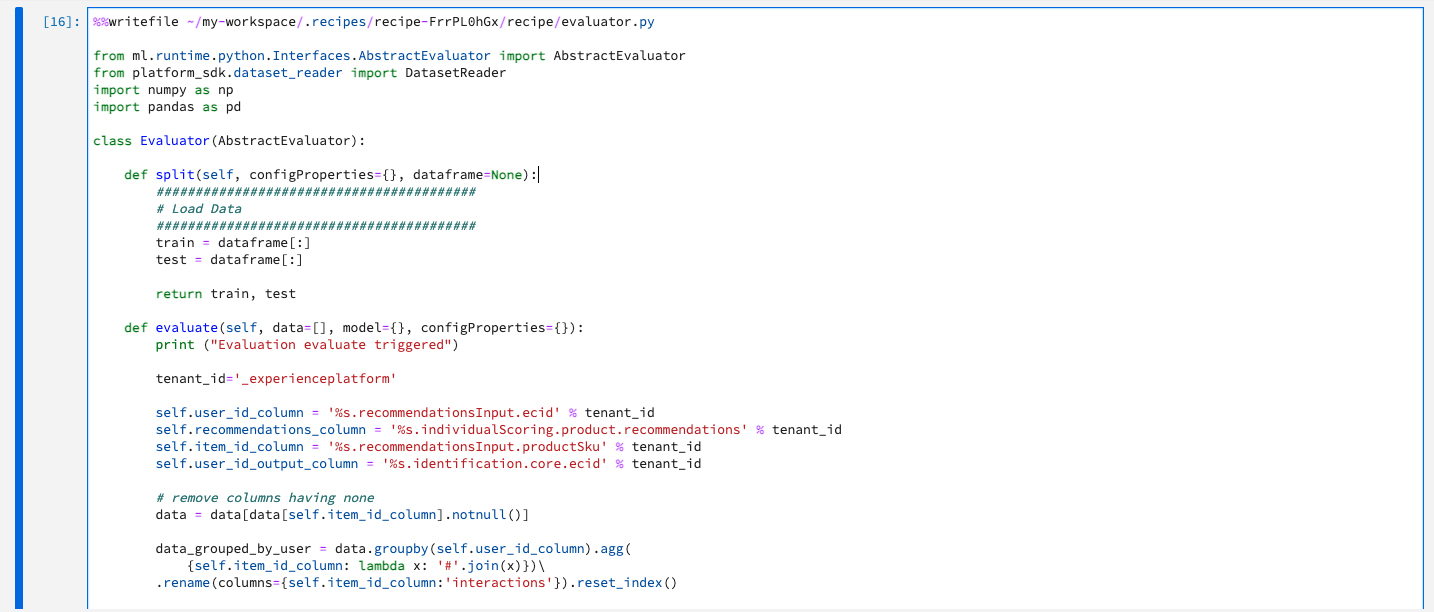 [16]: %%writefile ~/my-workspace/.recipes/recipe-FrrPL0hGx/recipe/evaluator.py

from ml.runtime.python.Interfaces.AbstractEvaluator import AbstractEvaluator
from platform_sdk.dataset_reader import DatasetReader
import numpy as np
import pandas as pd

class Evaluator(AbstractEvaluator):

    def split(self, configProperties={}, dataframe=None):
        #########################################
        # Load Data
        #########################################
        train = dataframe[:]
        test = dataframe[:]

        return train, test

    def evaluate(self, data=[], model={}, configProperties={}):
        print ("Evaluation evaluate triggered")

        tenant_id='_experienceplatform'

        self.user_id_column = '%s.recommendationsInput.ecid' % tenant_id
        self.recommendations_column = '%s.individualScoring.product.recommendations' % tenant_id
        self.item_id_column = '%s.recommendationsInput.productSku' % tenant_id
        self.user_id_output_column = '%s.identification.core.ecid' % tenant_id

        # remove columns having none
        data = data[data[self.item_id_column].notnull()]

        data_grouped_by_user = data.groupby(self.user_id_column).agg(
            {self.item_id_column: lambda x: '#'.join(x)})\
        .rename(columns={self.item_id_column:'interactions'}).reset_index()